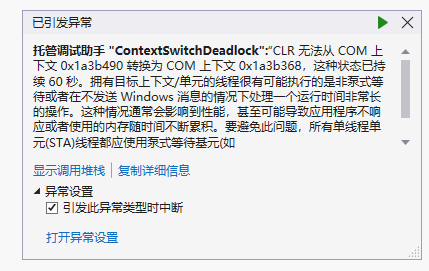 已引发异常
托管调试助手 "ContextSwitchDeadlock":“CLR 无法从 COM 上
下文 0x1a3b490 转换为 COM 上下文 0x1a3b368，这种状态已持
续 60 秒。拥有目标上下文/单元的线程很有可能执行的是非泵式等
待或者在不发送 Windows 消息的情况下处理一个运行时间非常长
的操作。这种情况通常会影响到性能，甚至可能导致应用程序不响
应或者使用的内存随时间不断累积。要避免此问题，所有单线程单
元(STA)线程都应使用泵式等待基元(如
显示调用堆栈 | 复制详细信息
异常设置
引发此异常类型时中断
打开异常设置